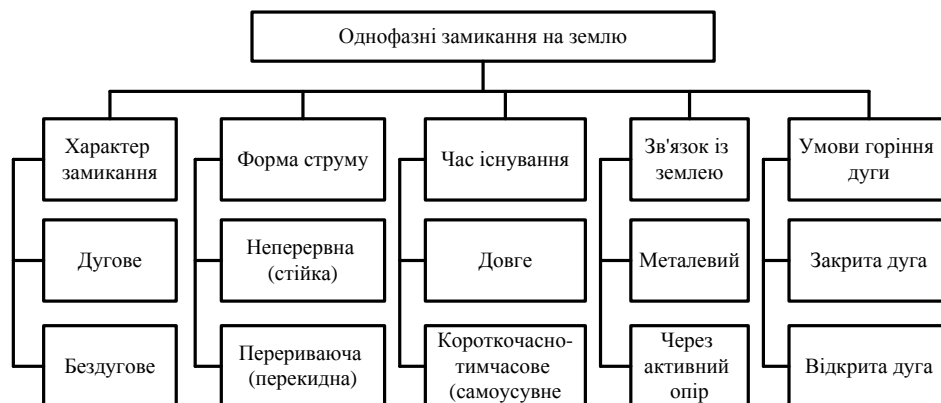 Однофазні замикання на землю
Характер
замикання
Форма струму
Час існування
Зв'язок із
землею
Умови горіння
дуги
Дугове
Неперервна
(стійка)
Довге
Металевий
Закрита дуга
Бездугове
Перериваюча
(перекидна)
Короткочасно-
тимчасове
(самоусувне
Через
активний
опір
Відкрита дуга